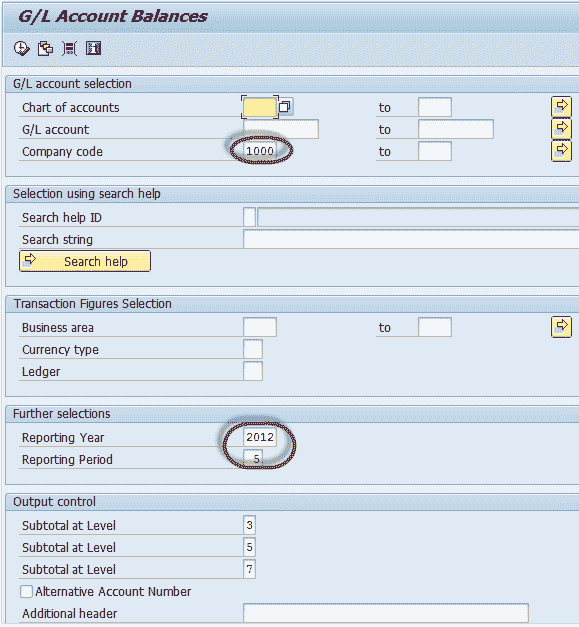 G/L Account Balances
G/L account selection
Chart of accounts to
G/L account to
Company code 1000 to
Selection using search help
Search help ID
Search string
Search help
Transaction Figures Selection
Business area to
Currency type
Ledger
Further selections
Reporting Year 2012
Reporting Period 5
Output control
Subtotal at Level 3
Subtotal at Level 5
Subtotal at Level 7
Alternative Account Number
Additional header